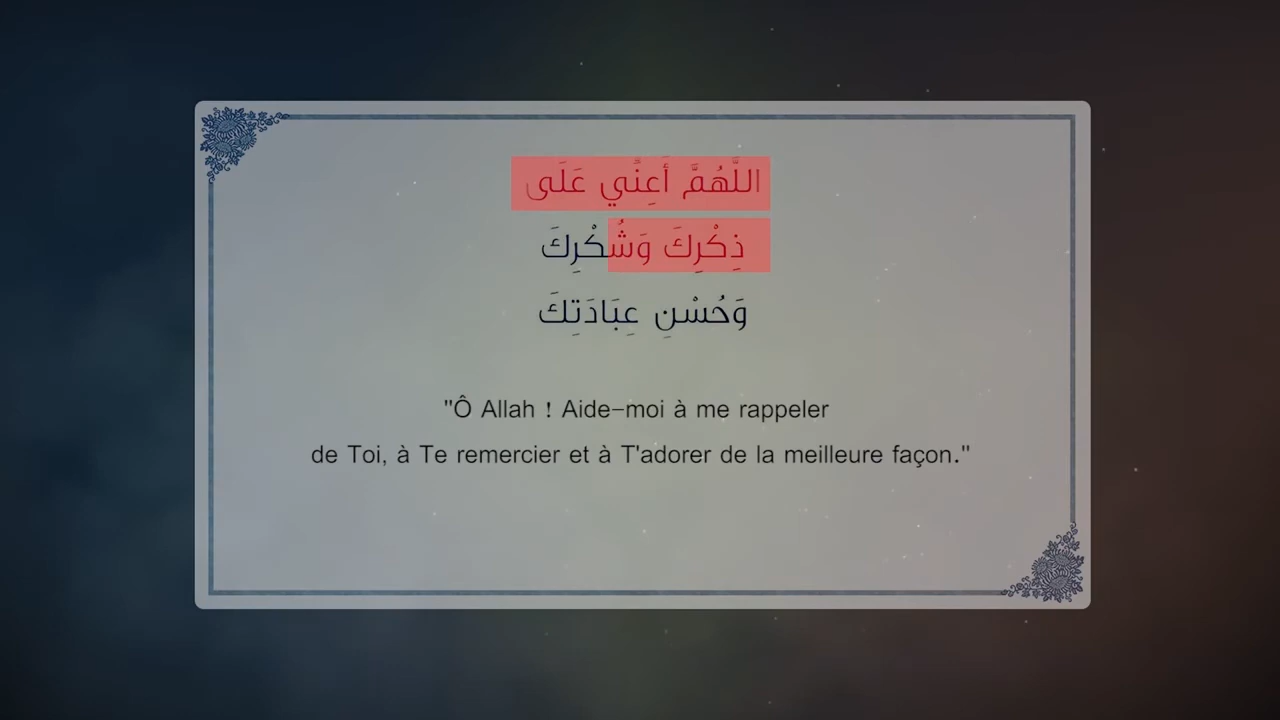 اللَّهُمَّ أَعِنِّي عَلَى
ذِكْرِكَ وَشُكْرِكَ
وَحُسْنِ عِبَادَتِكَ
"Ô Allah ! Aide-moi à me rappeler
de Toi, à Te remercier et à T'adorer de la meilleure façon."